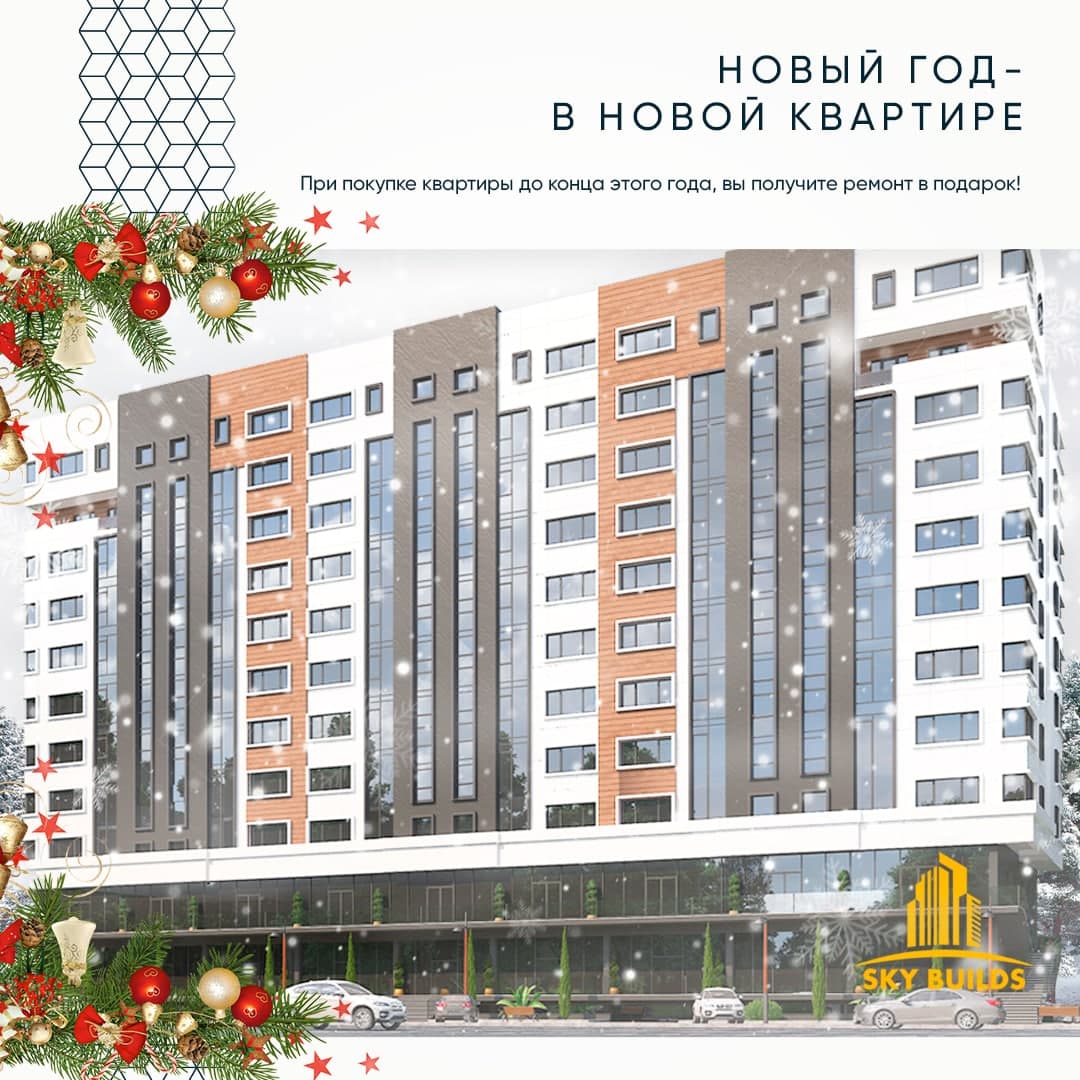 НОВЫЙ ГОД-
В НОВОЙ КВАРТИРЕ
При покупке квартиры до конца этого года, вы получите ремонт в подарок!
SKY BUILDS